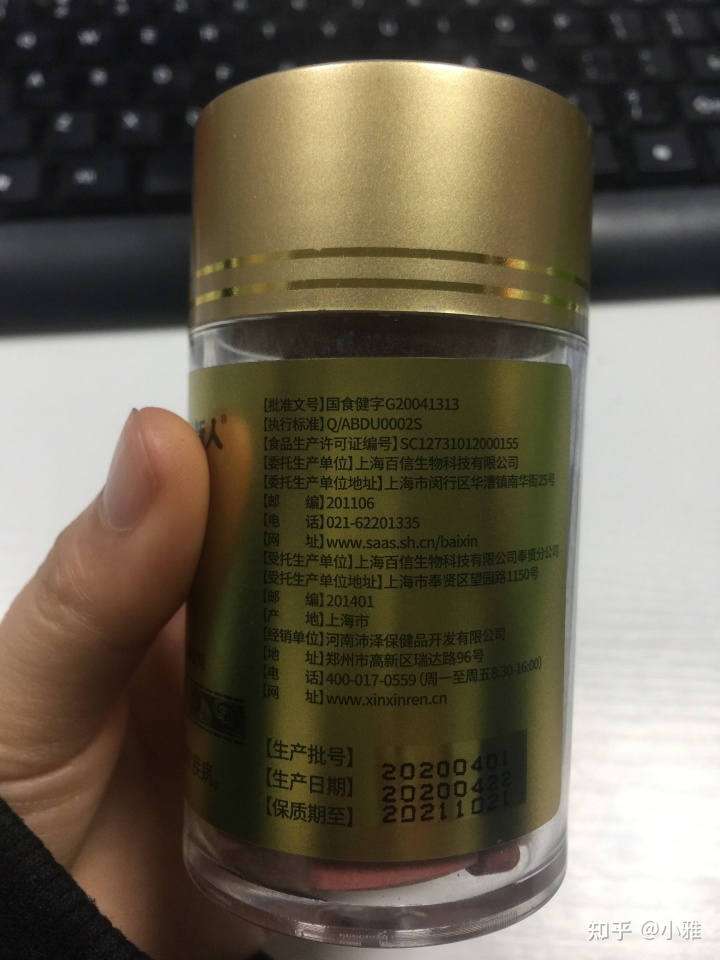 人®
【批准文号】国食健字G20041313
【执行标准】Q/ABDU0002S
【食品生产许可证编号】SC12731012000155
【委托生产单位】上海百信生物科技有限公司
【委托生产单位地址】上海市闵行区华漕镇南华街25号
【邮 编】201106
【电 话】021-62201335
【网 址】www.saas.sh.cn/baixin
【受托生产单位】上海百信生物科技有限公司奉贤分公司
【受托生产单位地址】上海市奉贤区望园路1150号
【邮 编】201401
【产 地】上海市
【经销单位】河南沛泽保健品开发有限公司
【地 址】郑州市高新区瑞达路96号
【电 话】400-017-0559（周一至周五8:30-16:00）
【网 址】www.xinxinren.cn
【生产批号】20200401
【生产日期】20200422
【保质期至】20211021
疾病。
知乎 @小雅